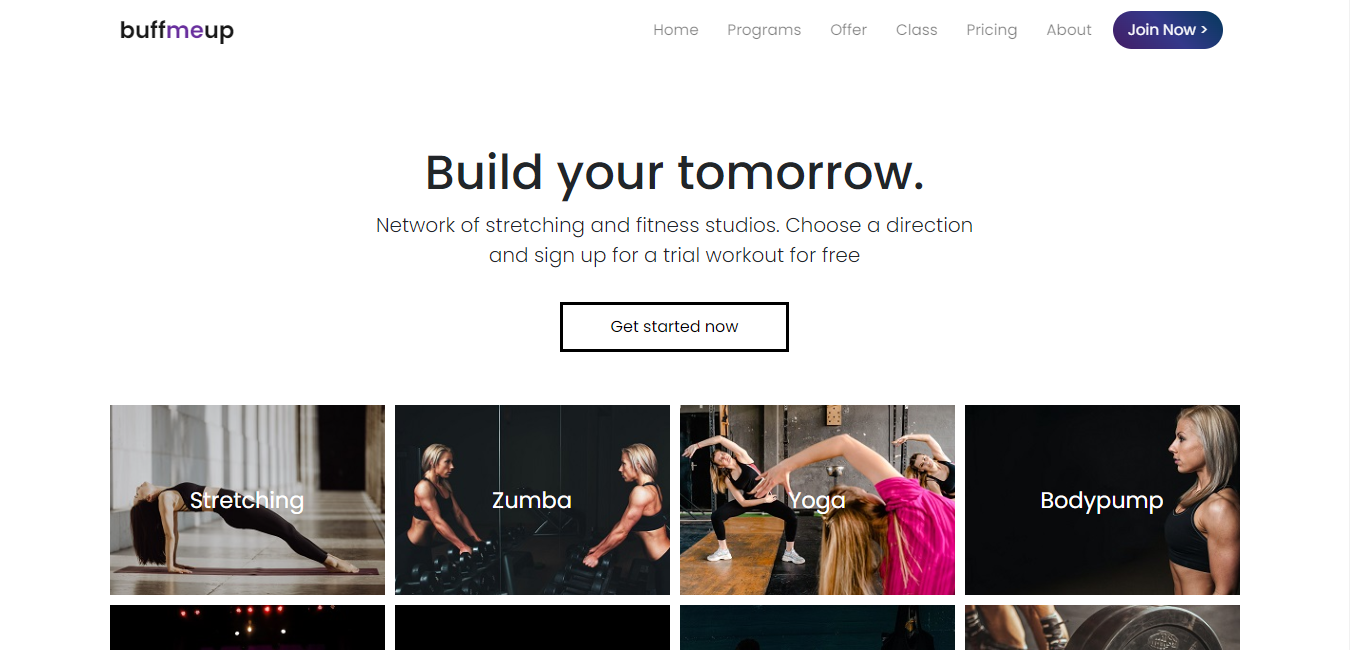 buffmeup
Home Programs Offer Class Pricing About Join Now >
Build your tomorrow.
Network of stretching and fitness studios. Choose a direction
and sign up for a trial workout for free
Get started now
Stretching Zumba Yoga Bodypump